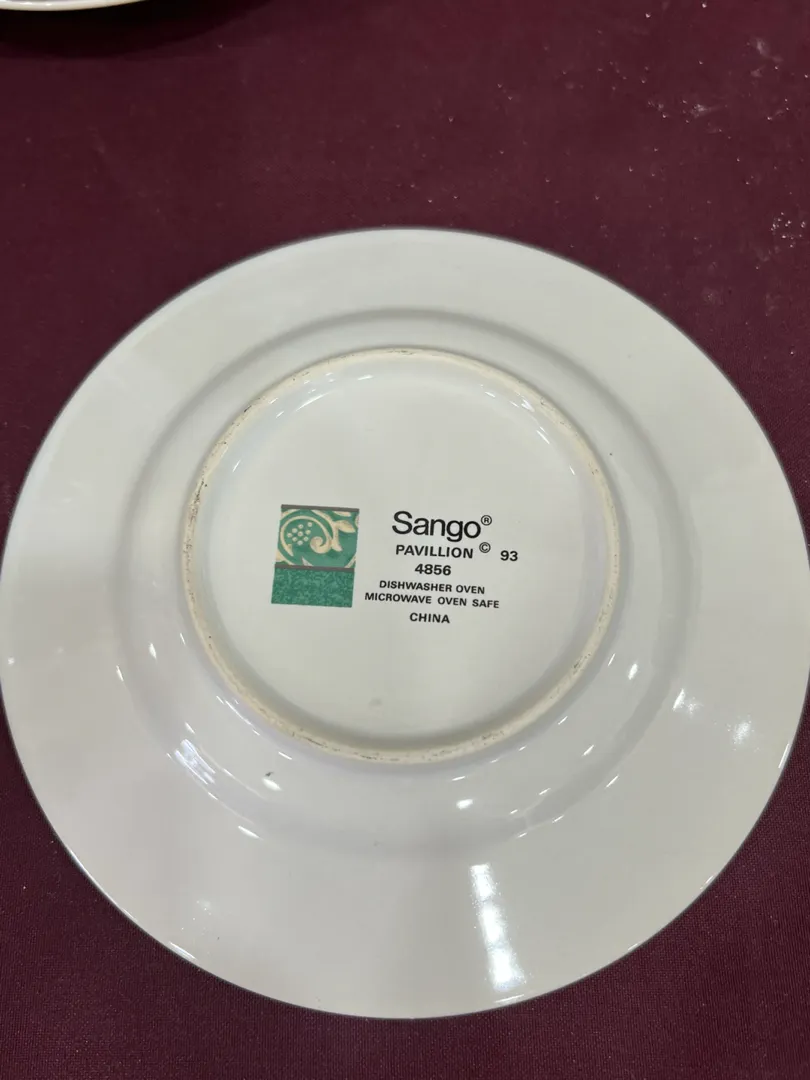 Sango®
PAVILLION © 93
4856
DISHWASHER OVEN
MICROWAVE OVEN SAFE
CHINA